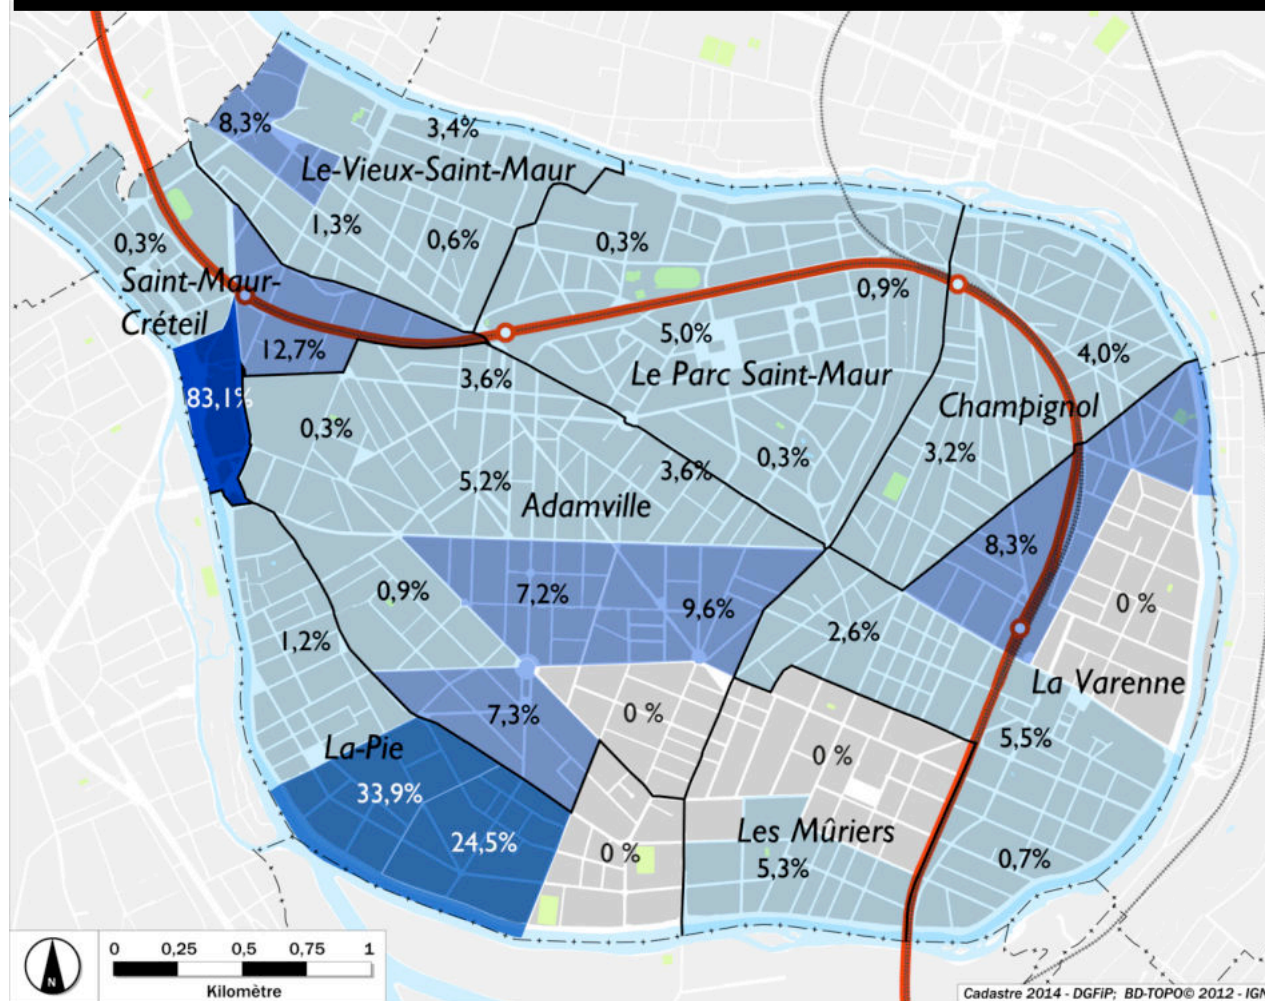 8,3%
3,4%
Le-Vieux-Saint-Maur
1,3%
0,6%
0,3%
0,3%
Saint-Maur-
Créteil
0,9%
5,0%
12,7%
3,6%
Le Parc Saint-Maur
4,0%
83,1%
Champignol
0,3%
3,6%
0,3%
3,2%
5,2%
Adamville
8,3%
0,9%
7,2%
9,6%
0 %
1,2%
2,6%
La Varenne
7,3%
0 %
5,5%
La-Pie
0 %
33,9%
24,5%
Les Mûriers
0 %
5,3%
0,7%
N
0 0,25 0,5 0,75 1
Kilomètre
Cadastre 2014 - DGFiP; BD-TOPO© 2012 - IGN